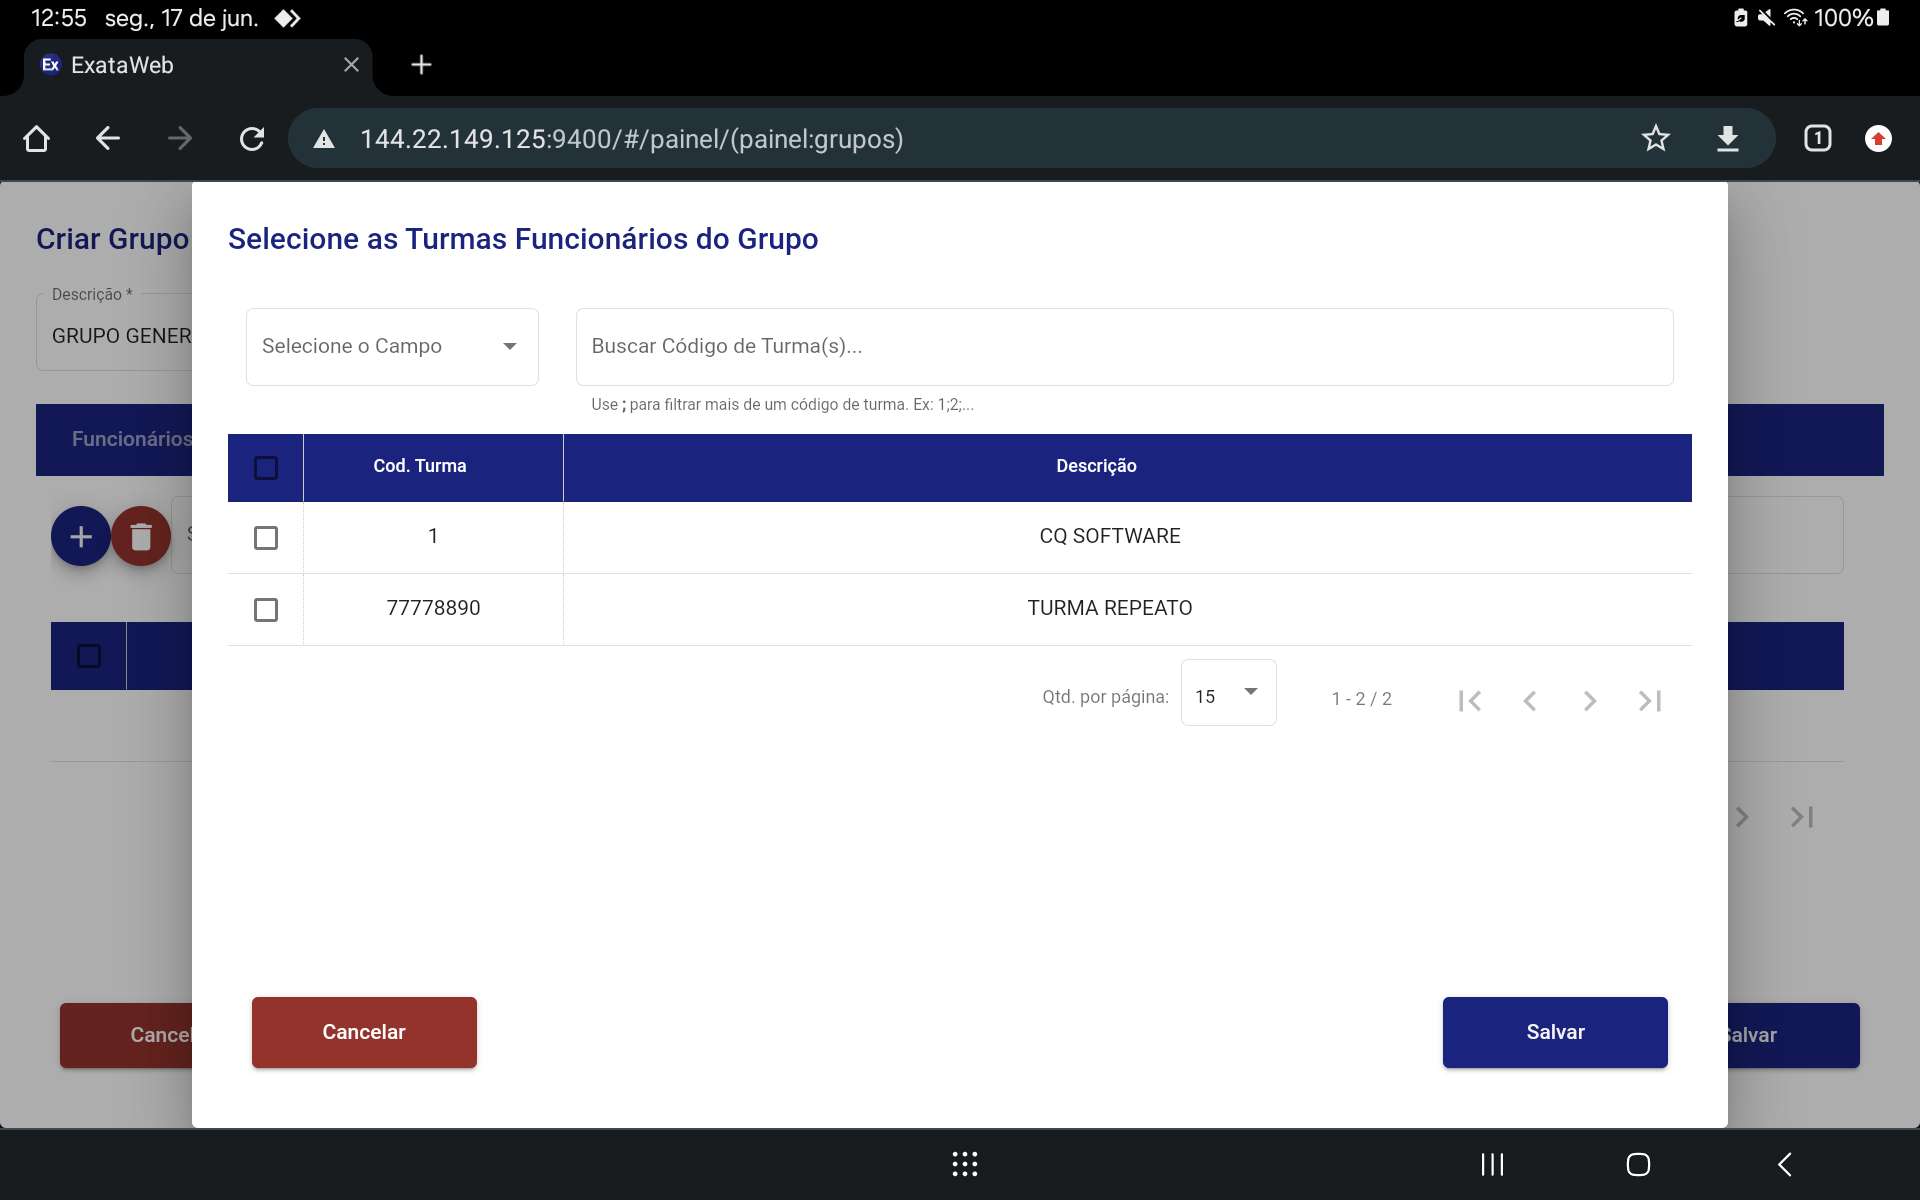 12:55 seg., 17 de jun. 100%
Ex ExataWeb
144.22.149.125:9400/#/painel/(painel:grupos) 1
Criar Grupo
Descrição *
GRUPO GENER
Funcionários
Selecione as Turmas Funcionários do Grupo
Selecione o Campo
Buscar Código de Turma(s)...
Use ; para filtrar mais de um código de turma. Ex: 1;2;...
Cod. Turma Descrição
1 CQ SOFTWARE
77778890 TURMA REPEATO
Qtd. por página: 15 1 - 2 / 2
Cancel
Cancelar
Salvar
Salvar